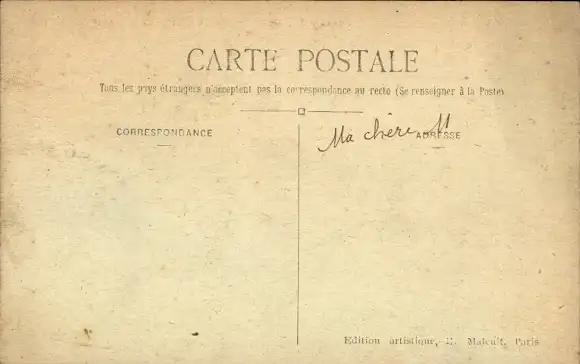 CARTE POSTALE
Tous les pays étrangers n'acceptent pas la correspondance au recto (Se renseigner à la Poste)
CORRESPONDANCE
ADRESSE
Ma chère M
Edition artistique, Paris